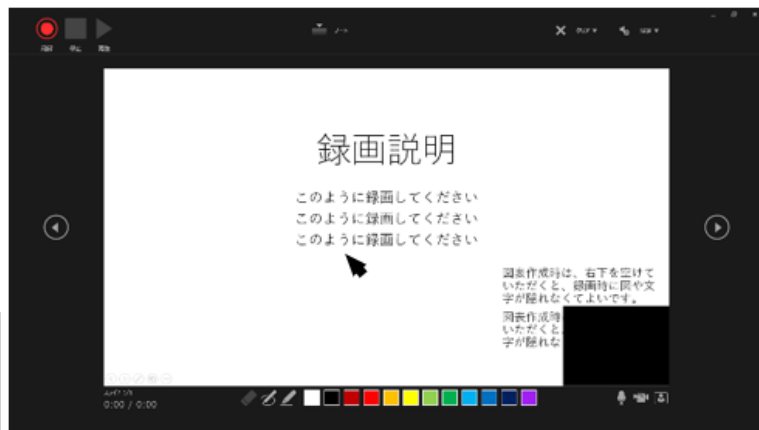 ノート
録画説明
このように録画してください
このように録画してください
このように録画してください
図表作成時は、右下を空けて
いただくと、録画時に図や文
字が隠れなくてよいです。
図表作成時
いただくと、
字が隠れな
0:00 / 0:00